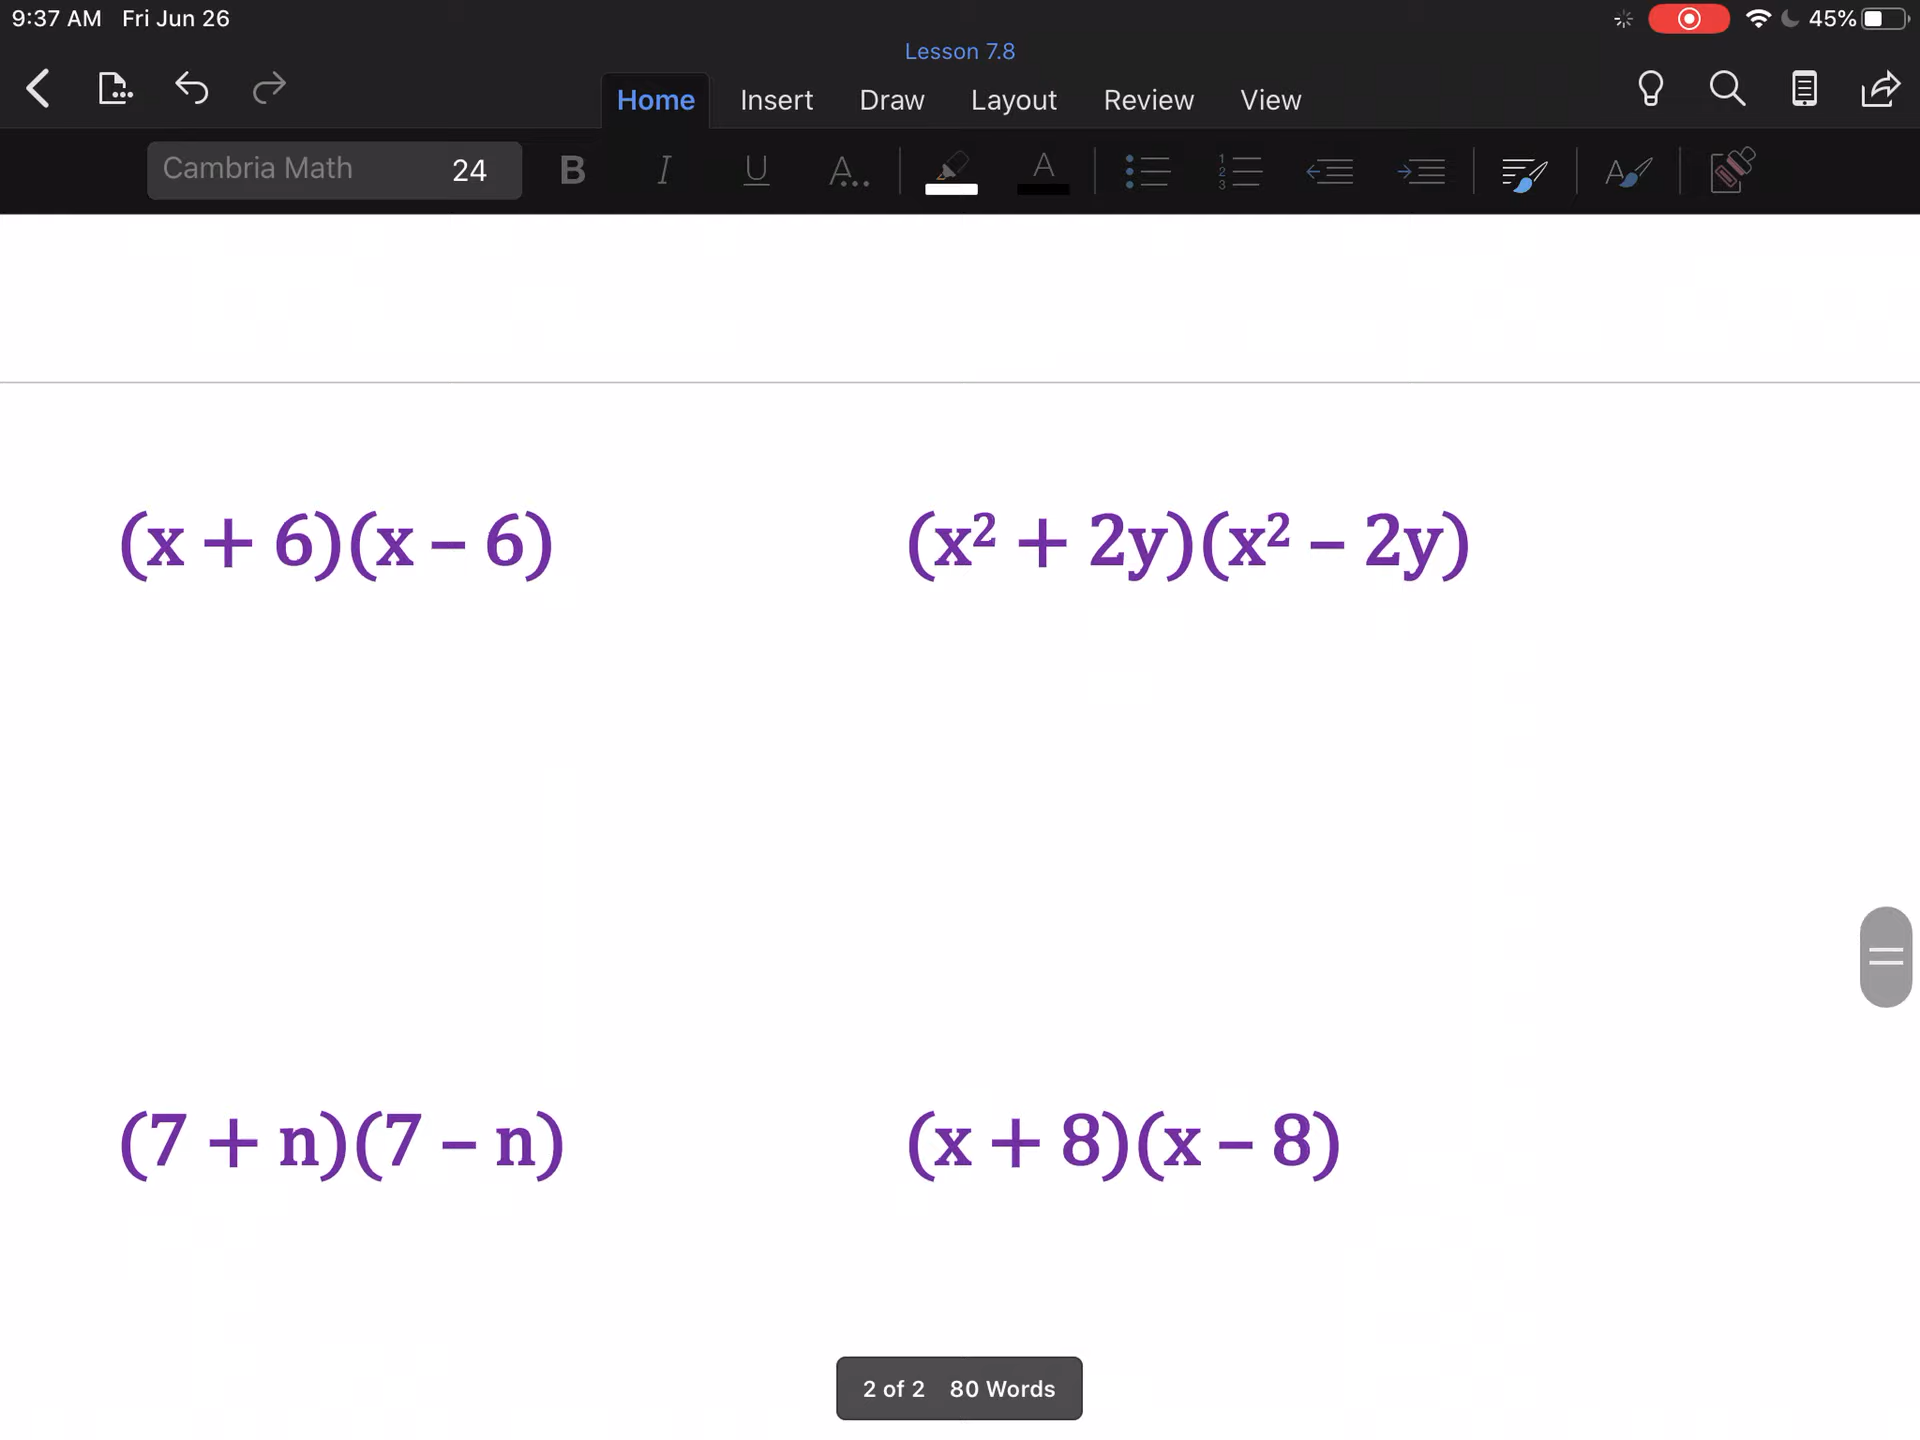 9:37 AM Fri Jun 26 45%
Lesson 7.8
Home Insert Draw Layout Review View
Cambria Math 24 B I U A... A A
(x + 6)(x – 6)
(x² + 2y)(x² – 2y)
(7 + n)(7 – n)
(x + 8)(x – 8)
2 of 2 80 Words